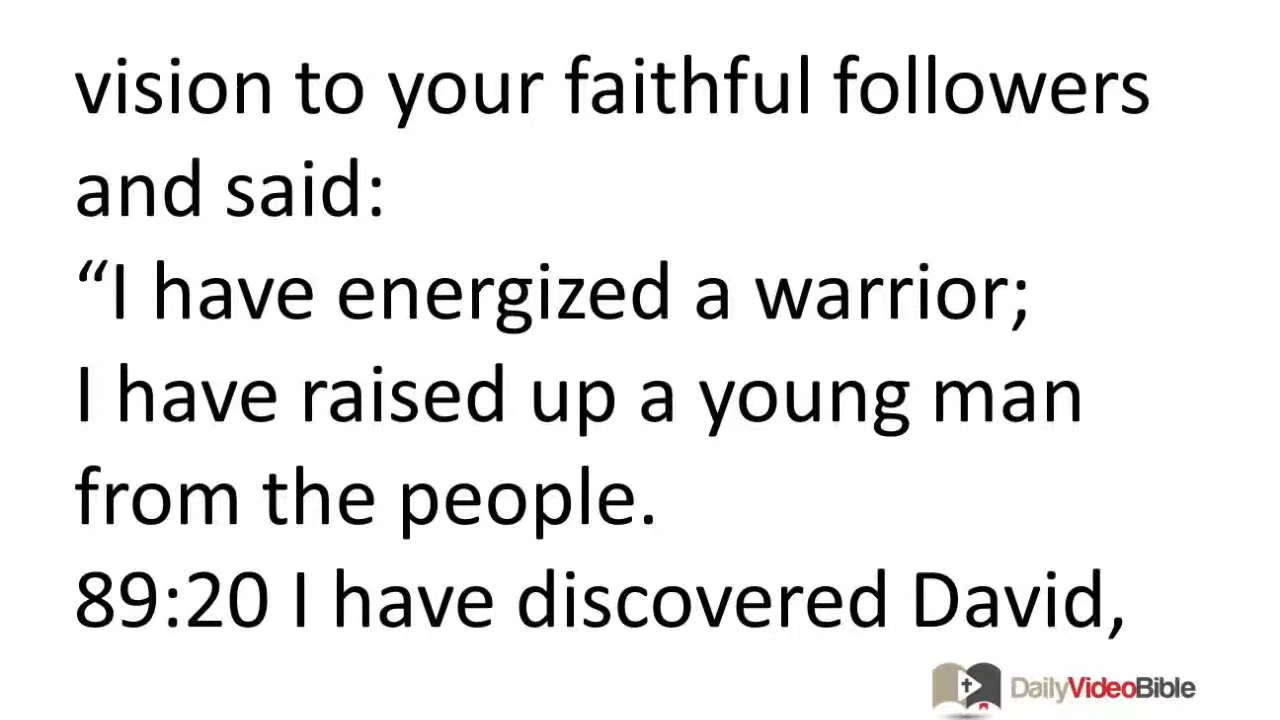 vision to your faithful followers
and said:
“I have energized a warrior;
I have raised up a young man
from the people.
89:20 I have discovered David,
DailyVideoBible